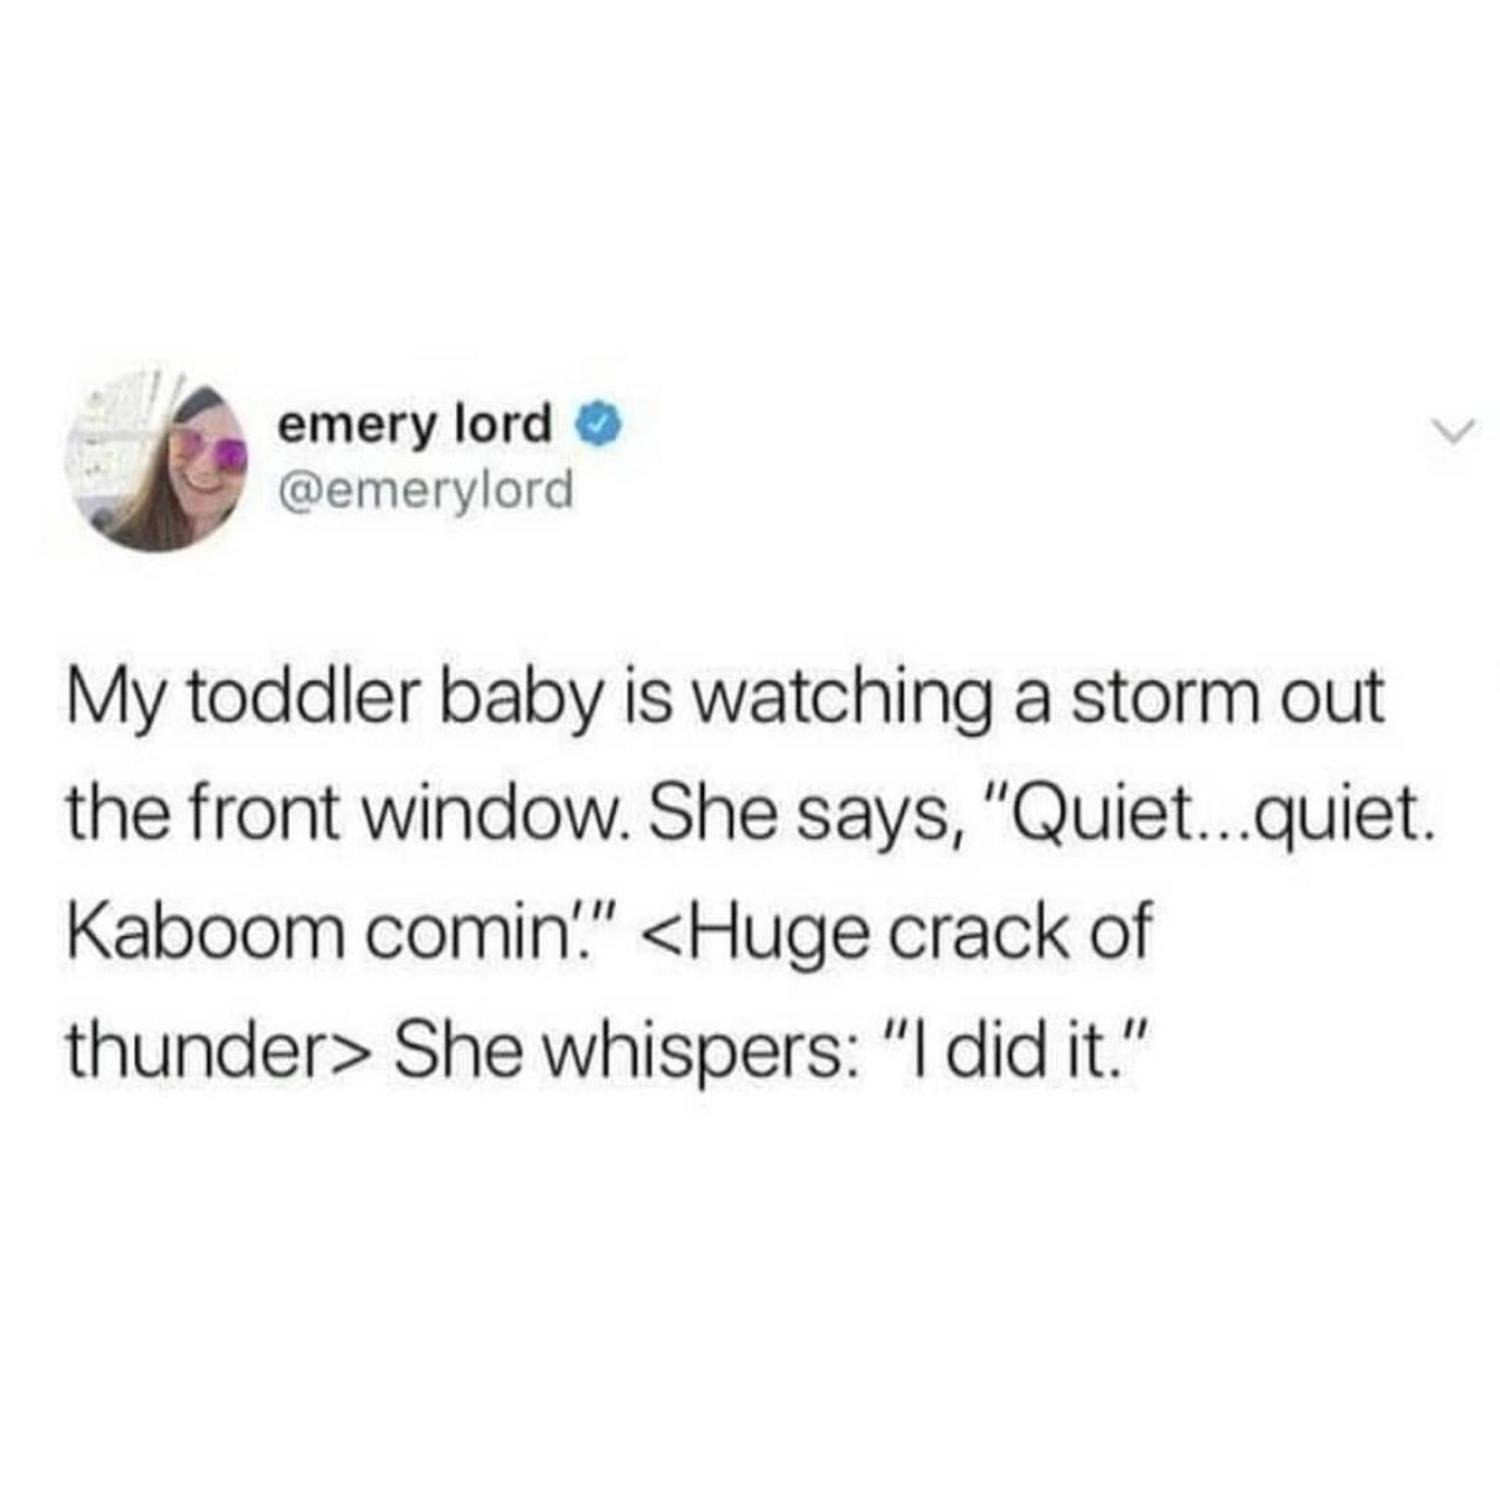 emery lord
@emerylord
My toddler baby is watching a storm out
the front window. She says, "Quiet...quiet.
Kaboom comin'." <Huge crack of
thunder> She whispers: "I did it."